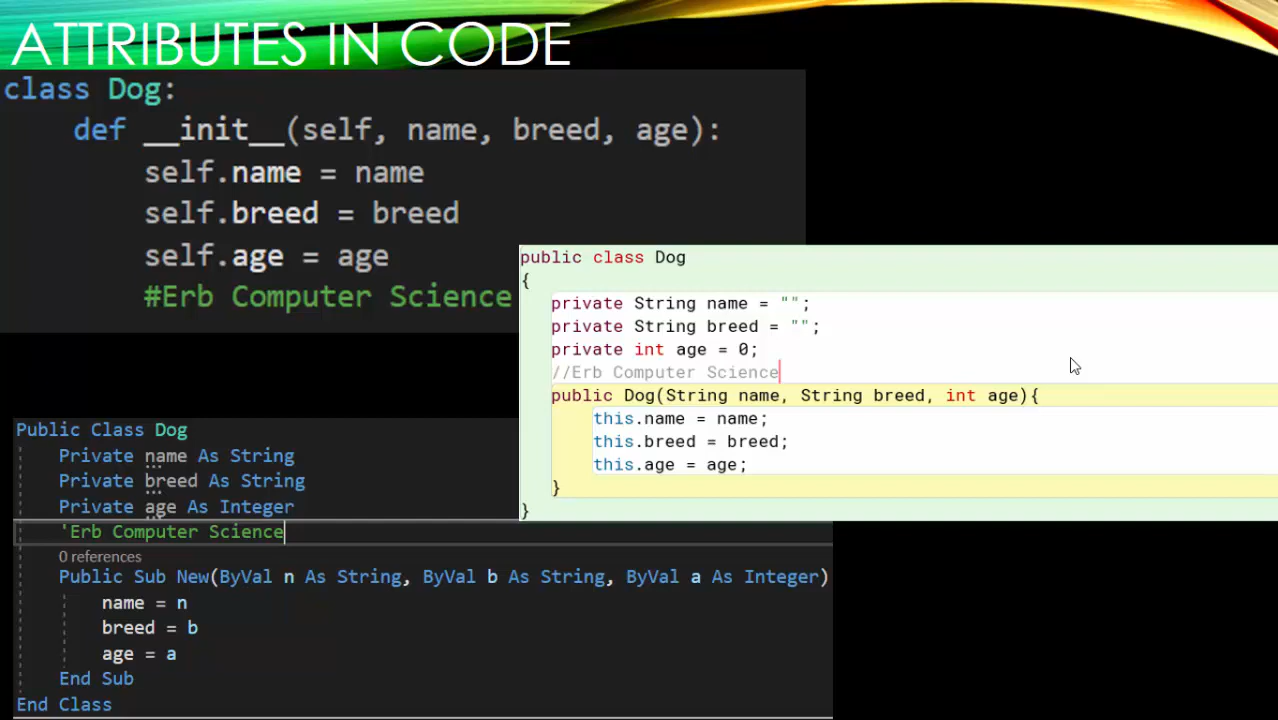 ATTRIBUTES IN CODE
class Dog:
def __init__(self, name, breed, age):
self.name = name
self.breed = breed
self.age = age
#Erb Computer Science
public class Dog
{
private String name = "";
private String breed = "";
private int age = 0;
//Erb Computer Science
public Dog(String name, String breed, int age){
this.name = name;
this.breed = breed;
this.age = age;
}
}
Public Class Dog
Private name As String
Private breed As String
Private age As Integer
'Erb Computer Science
0 references
Public Sub New(ByVal n As String, ByVal b As String, ByVal a As Integer)
name = n
breed = b
age = a
End Sub
End Class